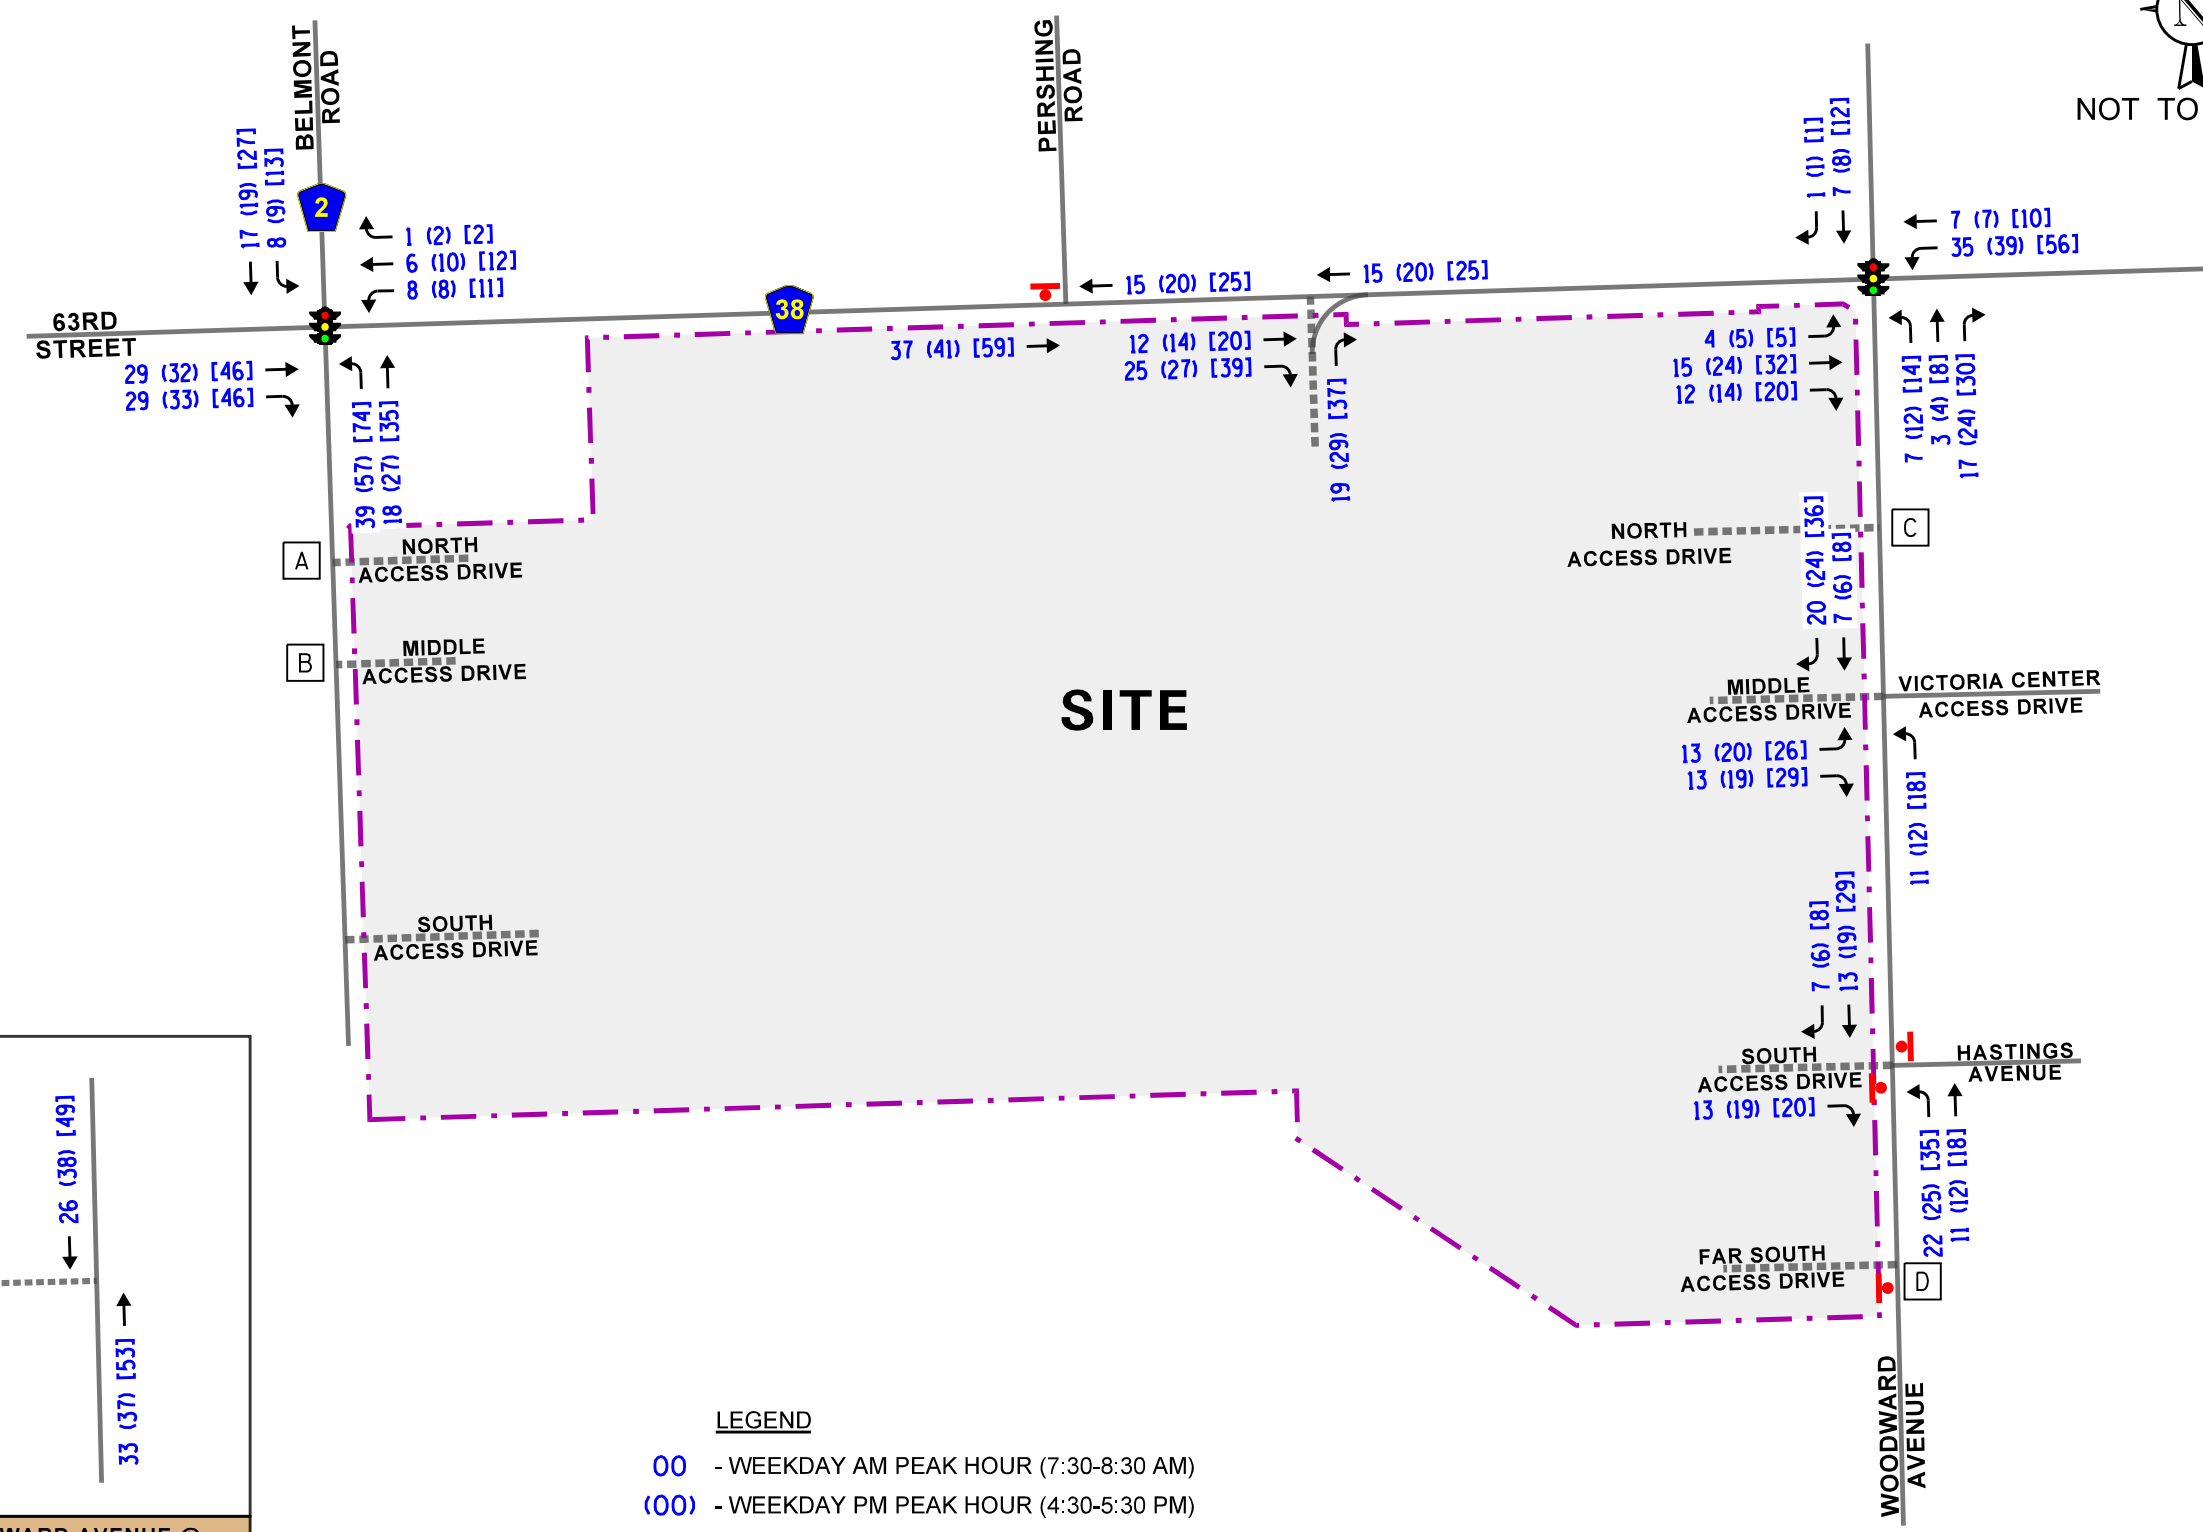 BELMONT
ROAD
PERSHING
ROAD
N
NOT TO
17 (19) [27]
8 (9) [13]
2
1 (2) [2]
6 (10) [12]
8 (8) [11]
1 (1) [1]
7 (8) [12]
7 (7) [10]
35 (39) [56]
15 (20) [25]
15 (20) [25]
38
63RD
STREET
29 (32) [46]
29 (33) [46]
39 (57) [74]
18 (27) [35]
37 (41) [59]
12 (14) [20]
25 (27) [39]
19 (29) [37]
4 (5) [5]
15 (24) [32]
12 (14) [20]
7 (12) [14]
3 (4) [8]
17 (24) [30]
A
NORTH
ACCESS DRIVE
NORTH
ACCESS DRIVE
C
20 (24) [36]
7 (6) [8]
B
MIDDLE
ACCESS DRIVE
SITE
MIDDLE
ACCESS DRIVE
VICTORIA CENTER
ACCESS DRIVE
13 (20) [26]
13 (19) [29]
11 (12) [18]
SOUTH
ACCESS DRIVE
7 (6) [8]
13 (19) [29]
SOUTH
ACCESS DRIVE
HASTINGS
AVENUE
13 (19) [20]
22 (25) [35]
11 (12) [18]
FAR SOUTH
ACCESS DRIVE
D
26 (38) [49]
33 (37) [53]
WOODWARD
AVENUE
LEGEND
00 - WEEKDAY AM PEAK HOUR (7:30-8:30 AM)
(00) - WEEKDAY PM PEAK HOUR (4:30-5:30 PM)
WARD AVENUE @